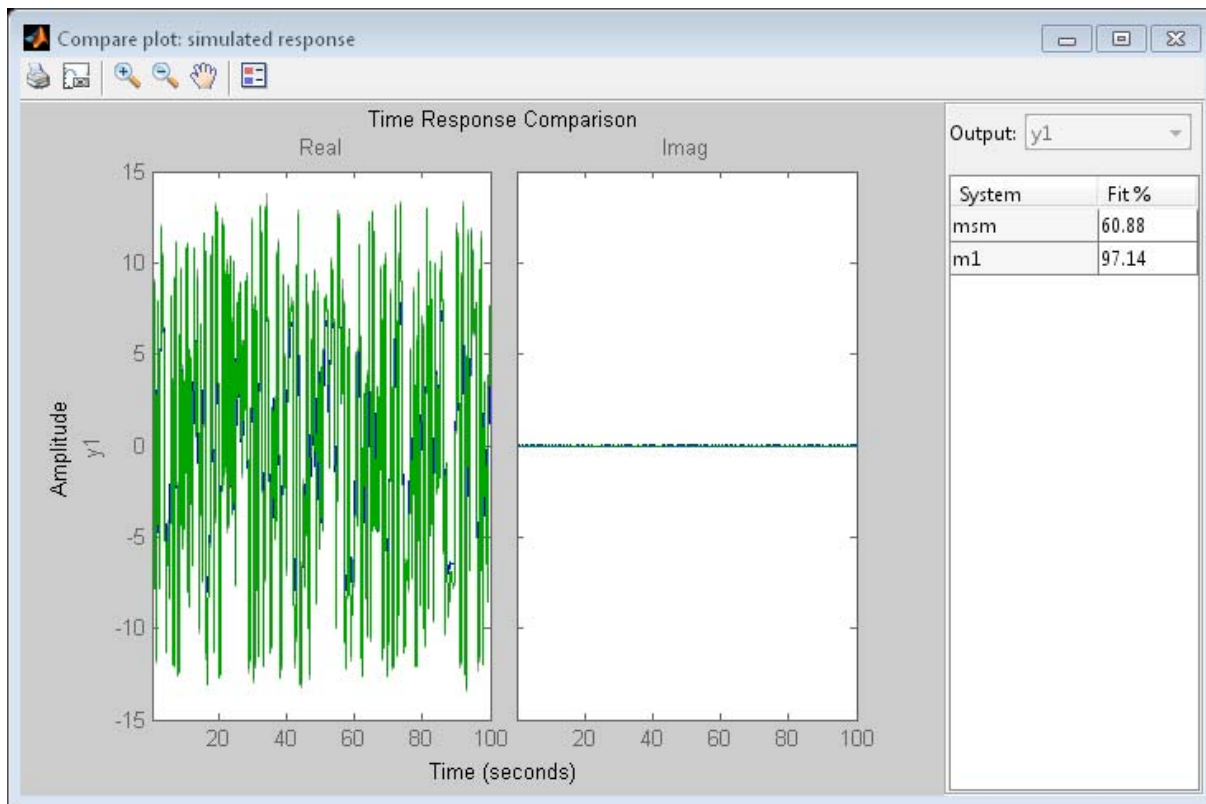 Compare plot: simulated response
Time Response Comparison
Real Imag
Output: y1
System Fit %
msm 60.88
m1 97.14
Amplitude
y1
15
10
5
0
-5
-10
-15
20 40 60 80 100 20 40 60 80 100
Time (seconds)